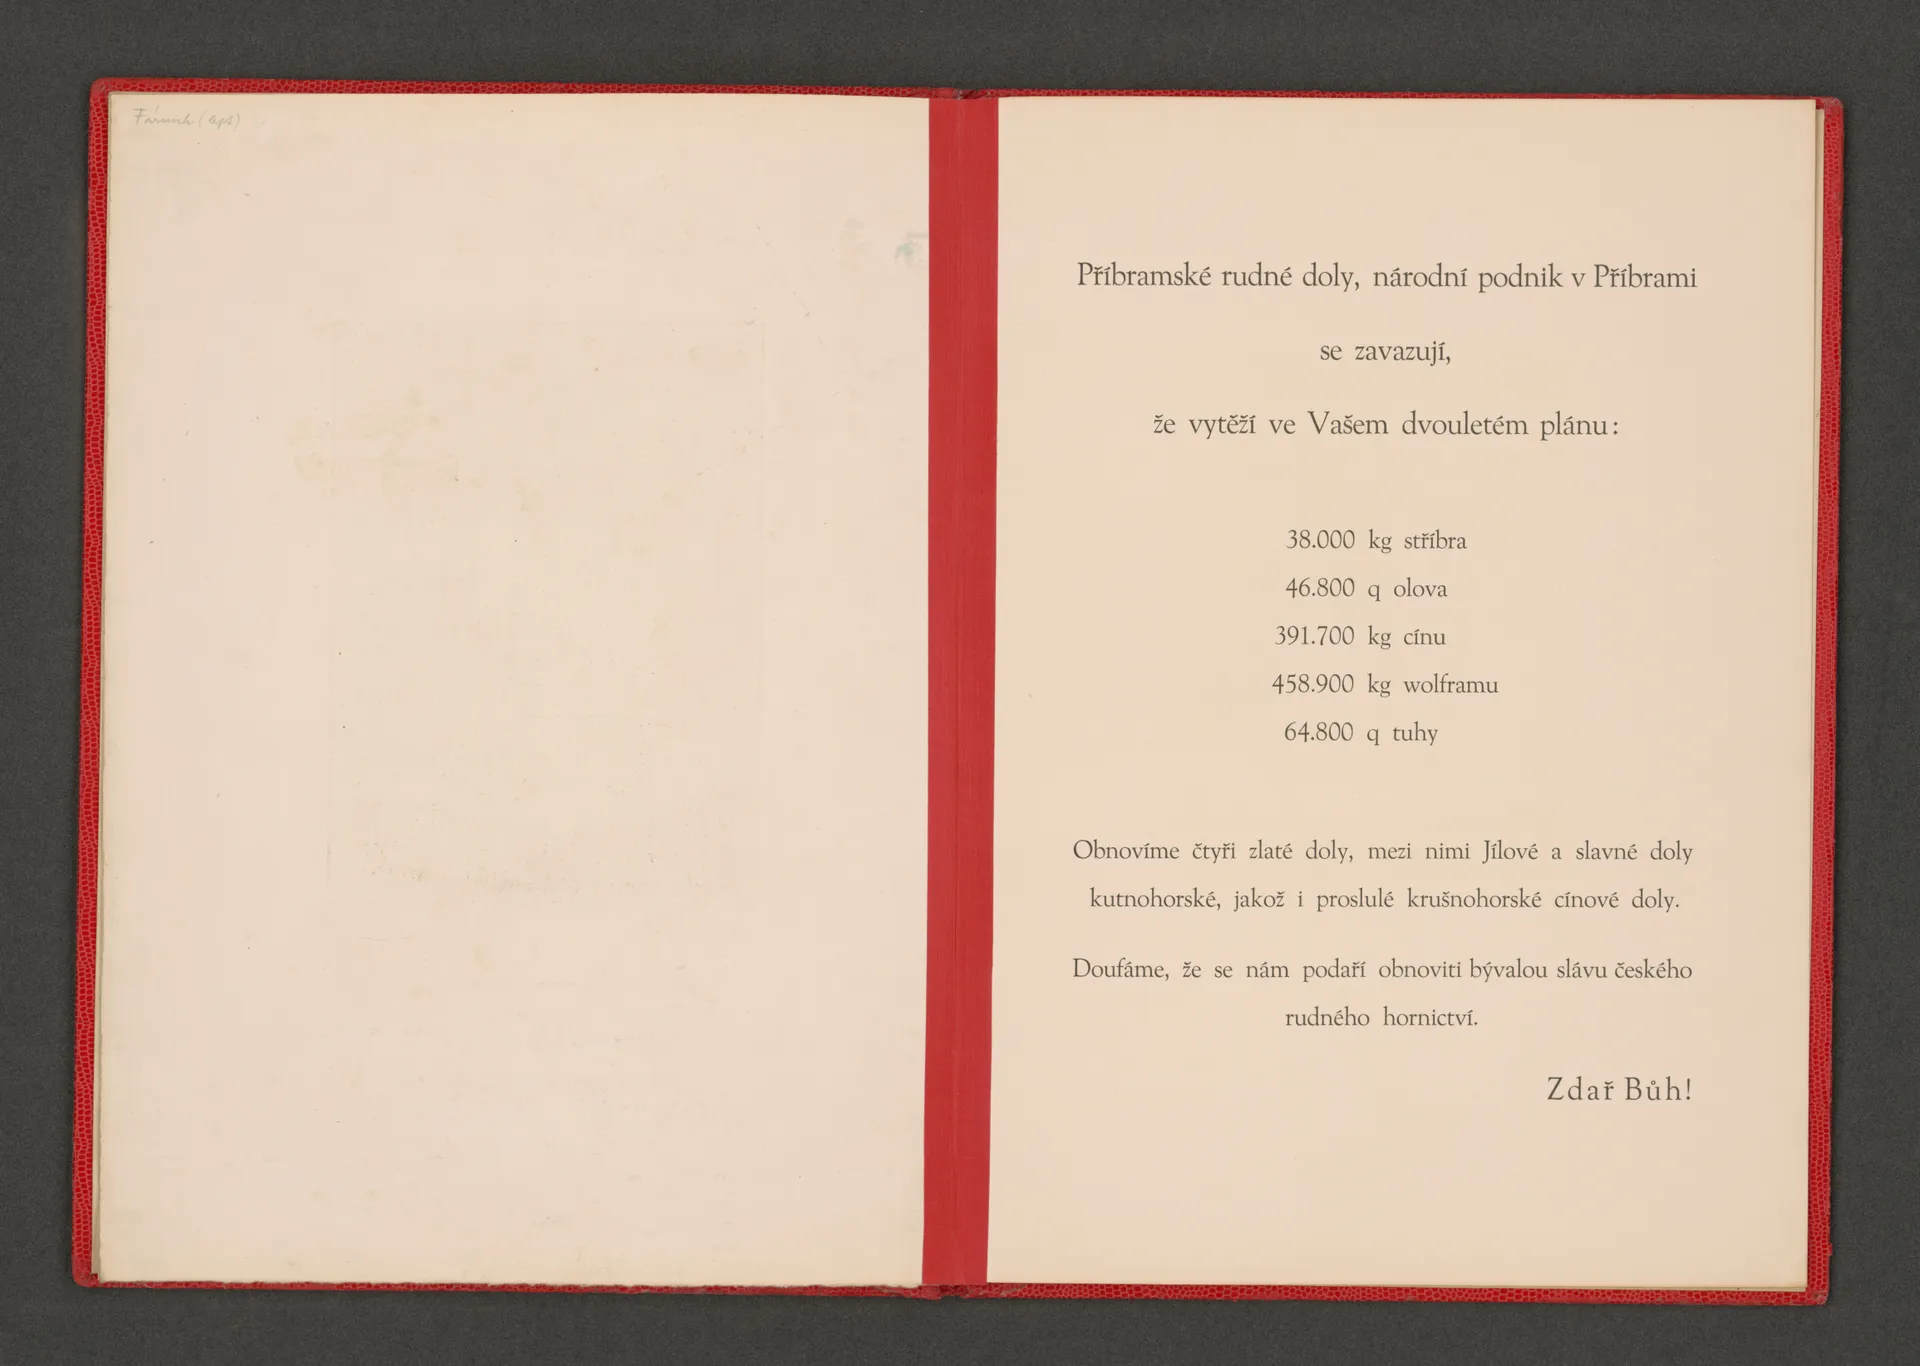 Příbramské rudné doly, národní podnik v Příbrami
se zavazují,
že vytěží ve Vašem dvouletém plánu:
38.000 kg stříbra
46.800 q olova
391.700 kg cínu
458.900 kg wolframu
64.800 q tuhy
Obnovíme čtyři zlaté doly, mezi nimi Jílové a slavné doly
kutnohorské, jakož i proslulé krušnohorské cínové doly.
Doufáme, že se nám podaří obnoviti bývalou slávu českého
rudného hornictví.
Zdař Bůh!